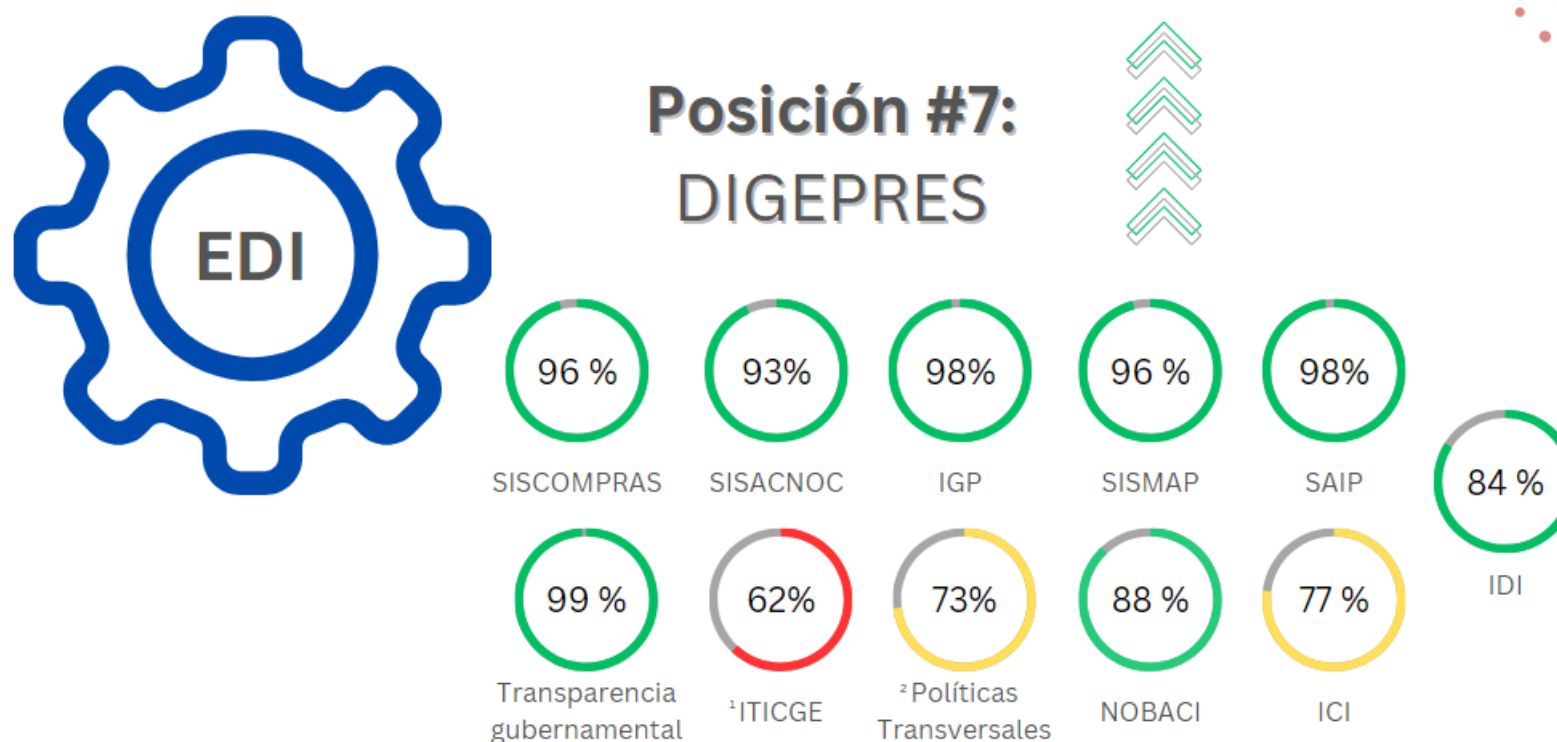 Posición #7:
DIGEPRES
EDI
96 %
93%
98%
96 %
98%
SISCOMPRAS
SISACNOC
IGP
SISMAP
SAIP
84 %
IDI
99 %
62%
73%
88 %
77 %
Transparencia
gubernamental
¹ITICGE
²Políticas
Transversales
NOBACI
ICI